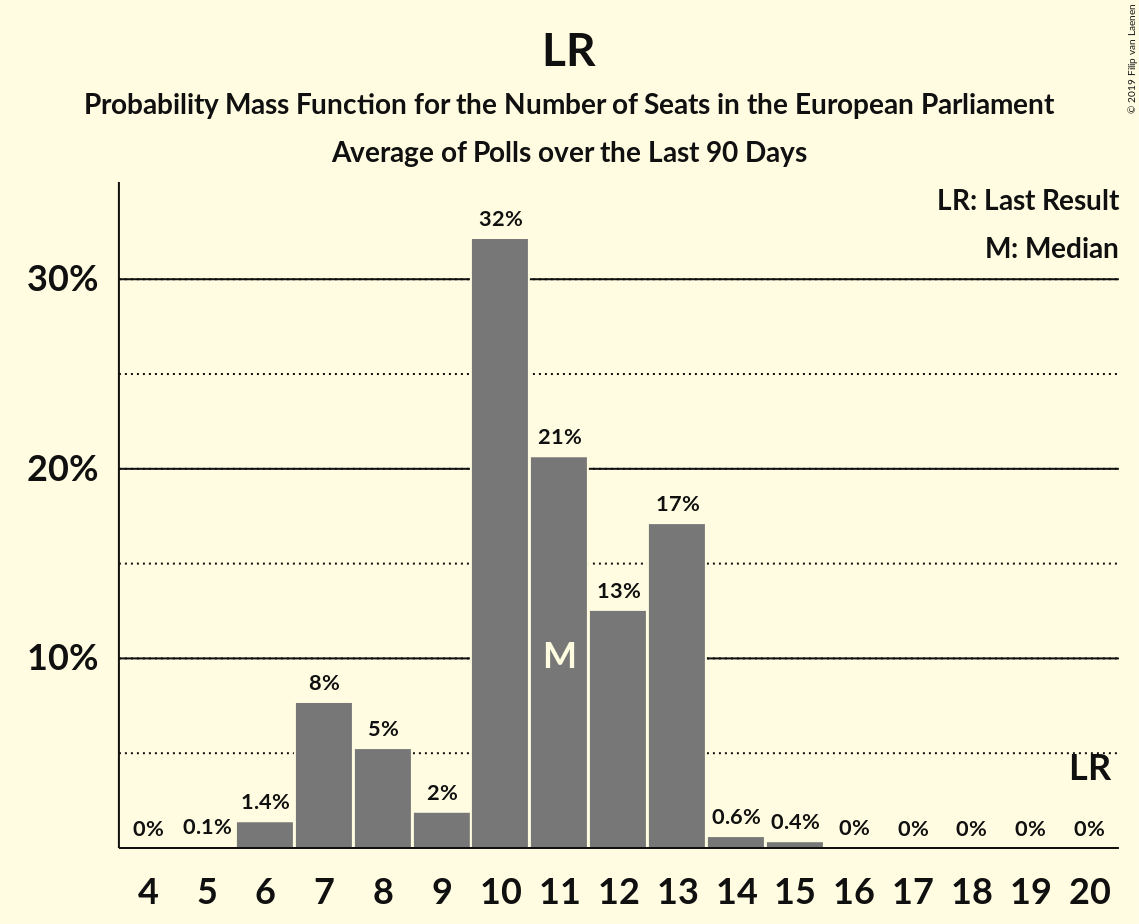 LR
Probability Mass Function for the Number of Seats in the European Parliament
Average of Polls over the Last 90 Days
© 2019 Filip van Laenen
LR: Last Result
M: Median
30%
20%
10%
0%
0.1%
1.4%
8%
5%
2%
32%
21%
13%
17%
0.6%
0.4%
0%
0%
0%
0%
0%
M
LR
4 5 6 7 8 9 10 11 12 13 14 15 16 17 18 19 20